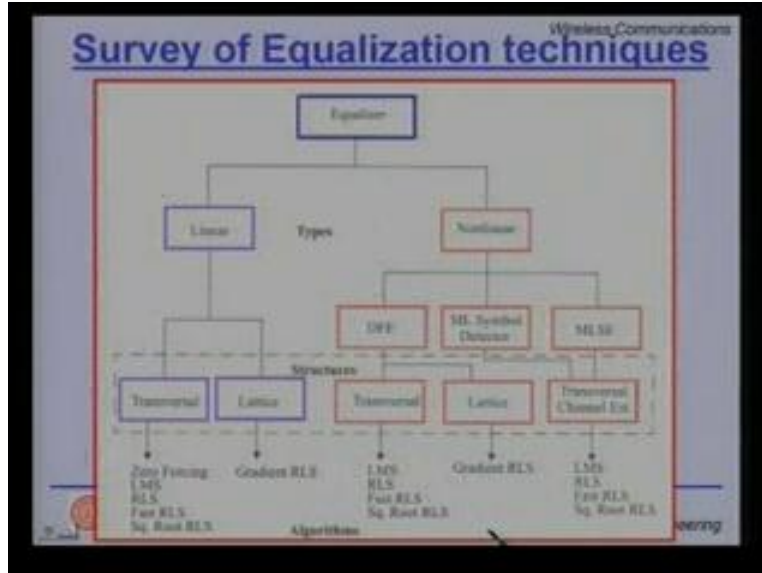 Wireless Communications
Survey of Equalization techniques
Equalizer
Linear
Types
Nonlinear
DFE
ML Symbol
Detector
MLSE
Structures
Transversal
Lattice
Transversal
Lattice
Transversal
Channel Est.
Zero Forcing
LMS
RLS
Fast RLS
Sq. Root RLS
Gradient RLS
LMS
RLS
Fast RLS
Sq. Root RLS
Gradient RLS
LMS
RLS
Fast RLS
Sq. Root RLS
Algorithms
eering